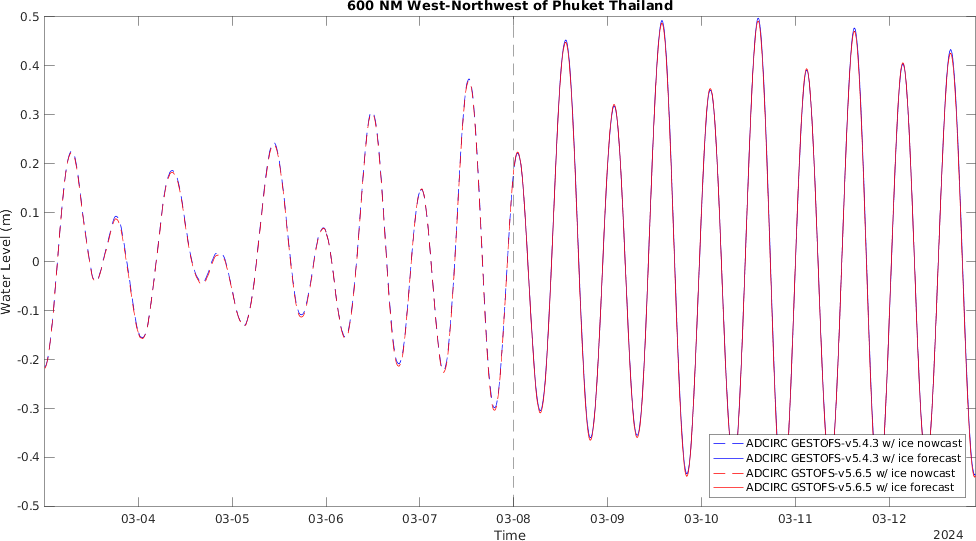 600 NM West-Northwest of Phuket Thailand
Water Level (m)
0.5
0.4
0.3
0.2
0.1
0
-0.1
-0.2
-0.3
-0.4
-0.5
ADCIRC GESTOFS-v5.4.3 w/ ice nowcast
ADCIRC GESTOFS-v5.4.3 w/ ice forecast
ADCIRC GSTOFS-v5.6.5 w/ ice nowcast
ADCIRC GSTOFS-v5.6.5 w/ ice forecast
03-04 03-05 03-06 03-07 03-08 03-09 03-10 03-11 03-12
Time
2024